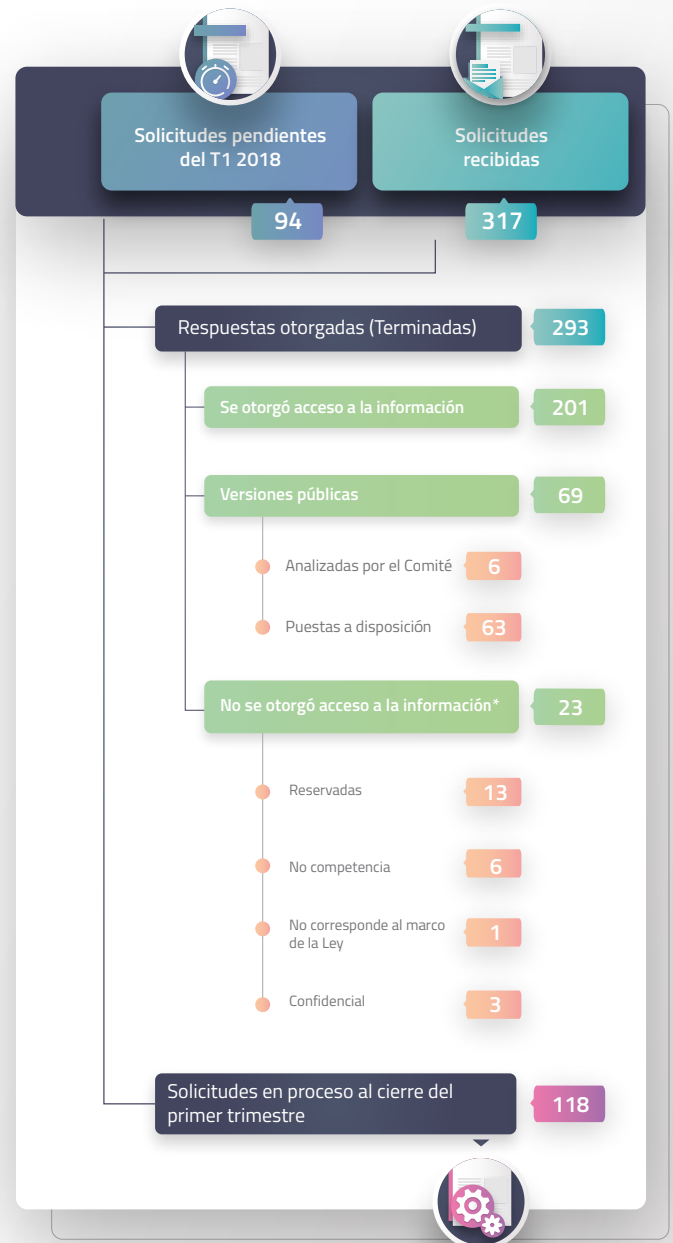 Solicitudes pendientes
del T1 2018
94
Solicitudes
recibidas
317
Respuestas otorgadas (Terminadas)
293
Se otorgó acceso a la información
201
Versiones públicas
69
Analizadas por el Comité
6
Puestas a disposición
63
No se otorgó acceso a la información*
23
Reservadas
13
No competencia
6
No corresponde al marco
de la Ley
1
Confidencial
3
Solicitudes en proceso al cierre del
primer trimestre
118